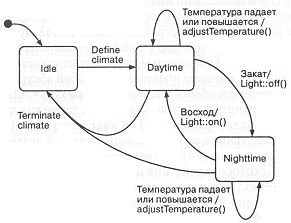 Температура падает
или повышается /
adjustTemperature()
Define
climate
Idle
Daytime
Закат/
Light::off()
Восход/
Light::on()
Terminate
climate
Nighttime
Температура падает
или повышается /
adjustTemperature()